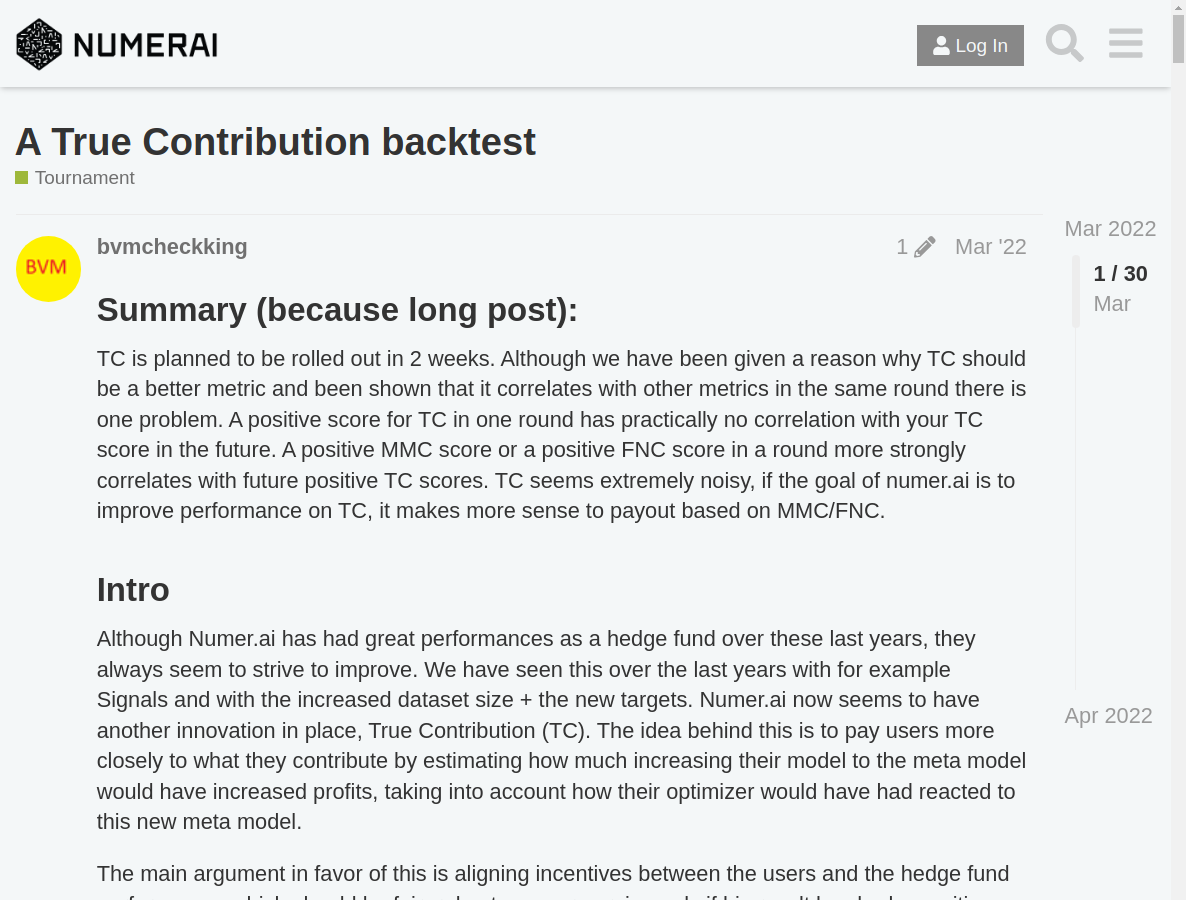 NUMERAI
Log In
A True Contribution backtest
Tournament
BVM
bvmcheckking
1
Mar '22
Mar 2022
1 / 30
Mar
Summary (because long post):
TC is planned to be rolled out in 2 weeks. Although we have been given a reason why TC should
be a better metric and been shown that it correlates with other metrics in the same round there is
one problem. A positive score for TC in one round has practically no correlation with your TC
score in the future. A positive MMC score or a positive FNC score in a round more strongly
correlates with future positive TC scores. TC seems extremely noisy, if the goal of numer.ai is to
improve performance on TC, it makes more sense to payout based on MMC/FNC.
Intro
Although Numer.ai has had great performances as a hedge fund over these last years, they
always seem to strive to improve. We have seen this over the last years with for example
Signals and with the increased dataset size + the new targets. Numer.ai now seems to have
another innovation in place, True Contribution (TC). The idea behind this is to pay users more
closely to what they contribute by estimating how much increasing their model to the meta model
would have increased profits, taking into account how their optimizer would have had reacted to
this new meta model.
Apr 2022
The main argument in favor of this is aligning incentives between the users and the hedge fund